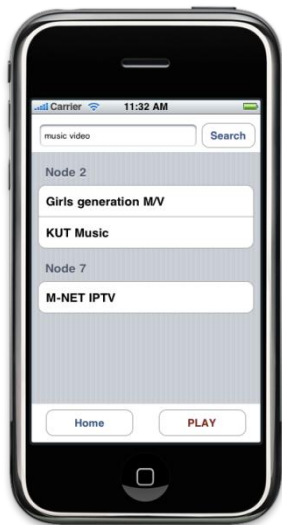 Carrier 11:32 AM
music video Search
Node 2
Girls generation M/V
KUT Music
Node 7
M-NET IPTV
Home PLAY